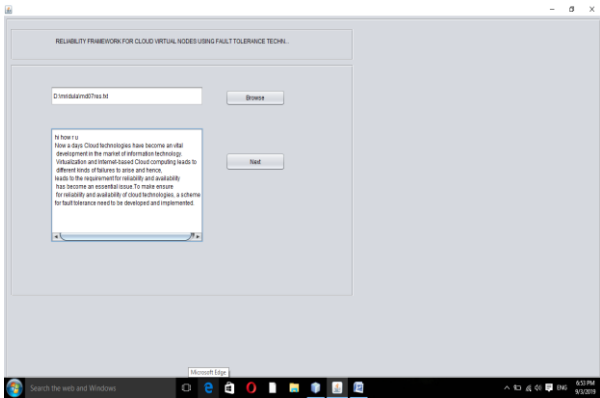 RELIABILITY FRAMEWORK FOR CLOUD VIRTUAL NODES USING FAULT TOLERANCE TECHN...
Browse
hi how r u
Now a days Cloud technologies have become an vital
development in the market of information technology.
Virtualization and Internet-based Cloud computing leads to
different kinds of failures to arise and hence,
leads to the requirement for reliability and availability
has become an essential issue.To make ensure
for reliability and availability of cloud technologies, a scheme
for fault tolerance need to be developed and implemented.
Next
Microsoft Edge
Search the web and Windows
ENG
6:53 PM
9/3/2019